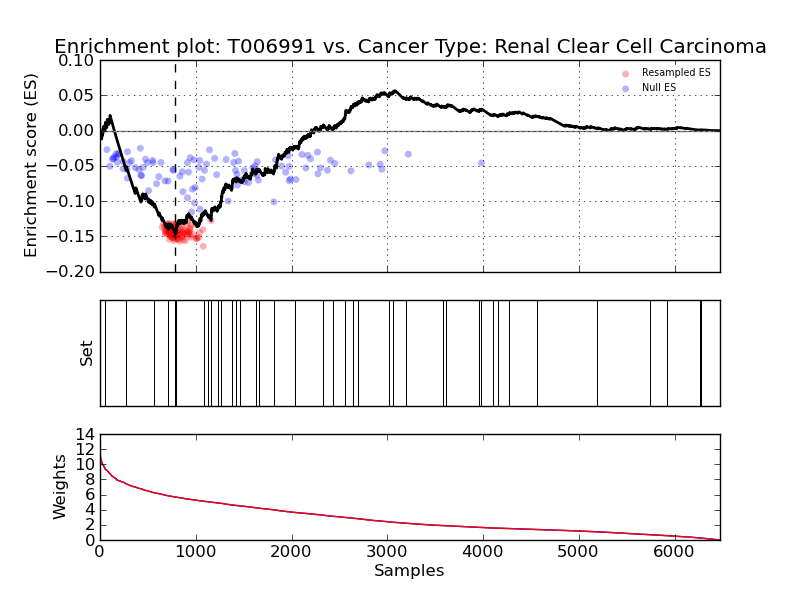 Enrichment plot: T006991 vs. Cancer Type: Renal Clear Cell Carcinoma
Enrichment score (ES)
0.10
0.05
0.00
−0.05
−0.10
−0.15
−0.20
Resampled ES
Null ES
Set
Weights
14
12
10
8
6
4
2
0
0 1000 2000 3000 4000 5000 6000
Samples